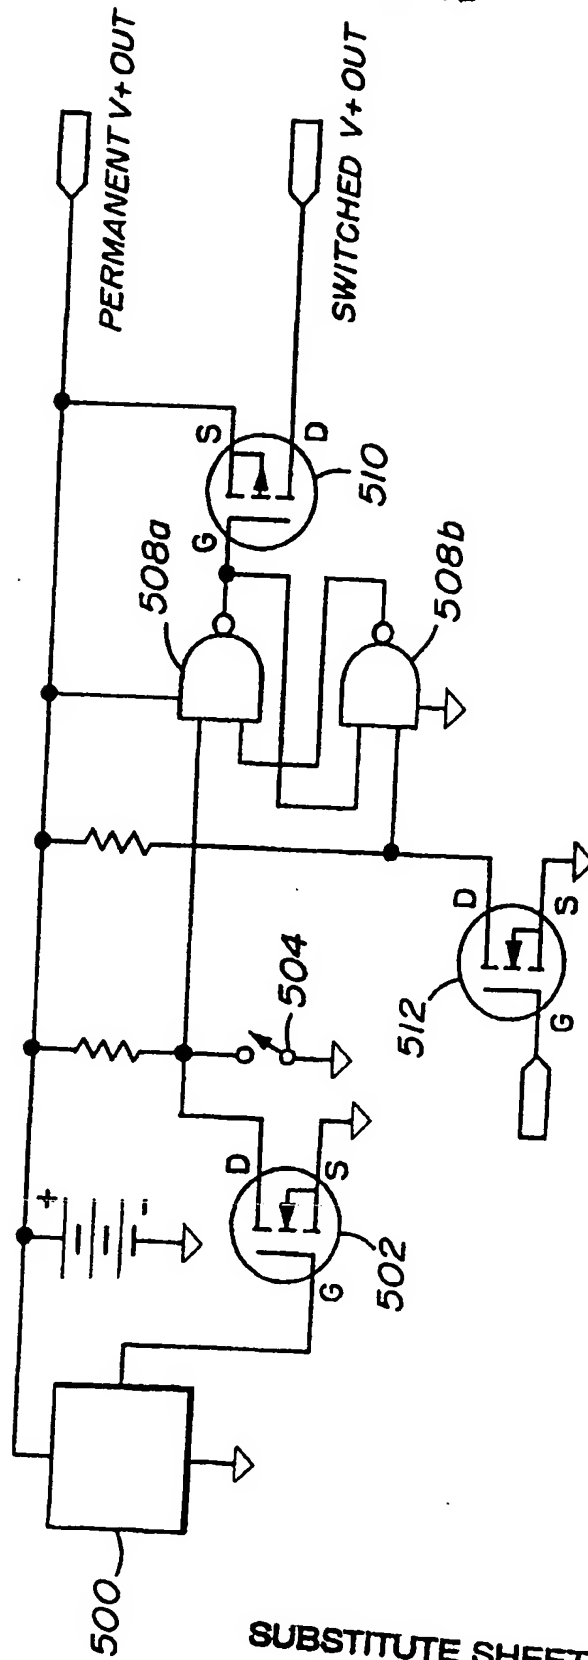 PERMANENT V+ OUT
SWITCHED V+ OUT
S
D
G
510
508a
508b
504
D
S
G
512
+
-
D
S
G
502
500
SUBSTITUTE SHEET